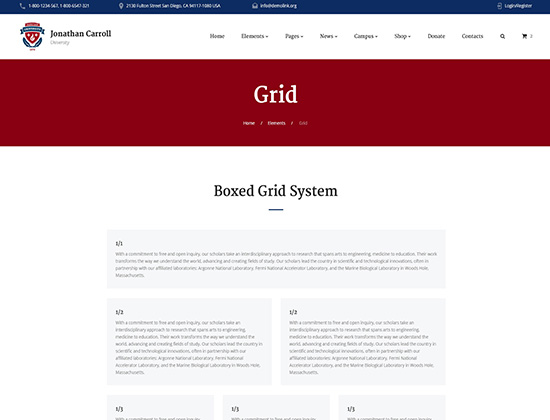 1-800-1234-567, 1-800-6547-321 2130 Fulton Street San Diego, CA 94117-1080 USA info@demolink.org Login/Register
Jonathan Carroll
University
Home Elements Pages News Campus Shop Donate Contacts
Grid
Home / Elements / Grid
Boxed Grid System
1/1
With a commitment to free and open inquiry, our scholars take an interdisciplinary approach to research that spans arts to engineering, medicine to education. Their work
transforms the way we understand the world, advancing and creating fields of study. Our scholars lead the country in scientific and technological innovations, often in
partnership with our affiliated laboratories: Argonne National Laboratory, Fermi National Accelerator Laboratory, and the Marine Biological Laboratory in Woods Hole,
Massachusetts.
1/2
With a commitment to free and open inquiry, our scholars take an
interdisciplinary approach to research that spans arts to engineering,
medicine to education. Their work transforms the way we understand the
world, advancing and creating fields of study. Our scholars lead the country in
scientific and technological innovations, often in partnership with our
affiliated laboratories: Argonne National Laboratory, Fermi National
Accelerator Laboratory, and the Marine Biological Laboratory in Woods Hole,
Massachusetts.
1/2
With a commitment to free and open inquiry, our scholars take an
interdisciplinary approach to research that spans arts to engineering,
medicine to education. Their work transforms the way we understand the
world, advancing and creating fields of study. Our scholars lead the country in
scientific and technological innovations, often in partnership with our
affiliated laboratories: Argonne National Laboratory, Fermi National
Accelerator Laboratory, and the Marine Biological Laboratory in Woods Hole,
Massachusetts.
1/3 1/3 1/3